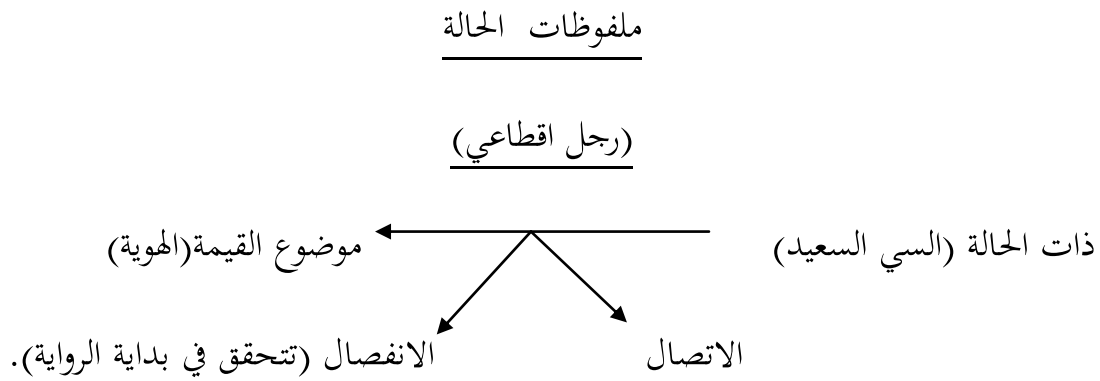 ملفوظات الحالة
(رجل اقطاعي)
ذات الحالة (السي السعيد) موضوع القيمة(الهوية)
الاتصال الانفصال (تتحقق في بداية الرواية).